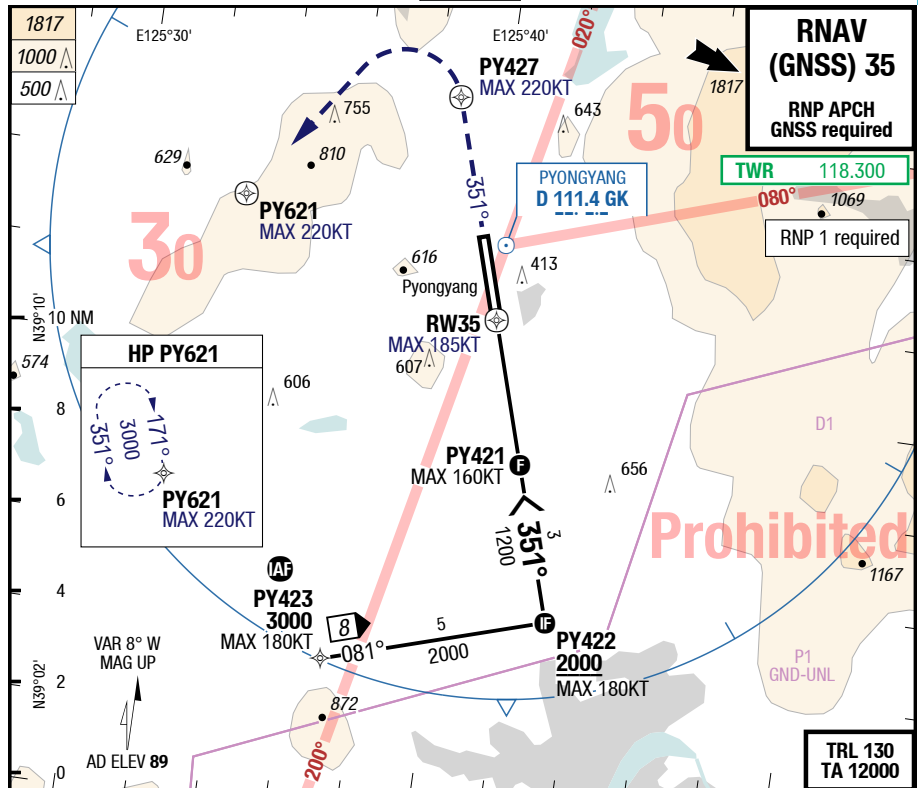 1817
1000
500
E125°30'
E125°40'
020°
RNAV
(GNSS) 35
RNP APCH
GNSS required
TWR 118.300
1817
PY427
MAX 220KT
755
643
50
629
810
351°
PYONGYANG
D 111.4 GK
080°
1069
RNP 1 required
PY621
MAX 220KT
30
616
413
Pyongyang
N39°10'
10 NM
RW35
MAX 185KT
607
574
HP PY621
351°
3000
171°
PY621
MAX 220KT
606
8
6
4
2
0
D1
PY421
MAX 160KT
F
656
3
351°
1200
Prohibited
1167
IAF
PY423
3000
MAX 180KT
8
081°
5
2000
IF
PY422
2000
MAX 180KT
VAR 8° W
MAG UP
N39°02'
P1
GND-UNL
872
200°
AD ELEV 89
TRL 130
TA 12000